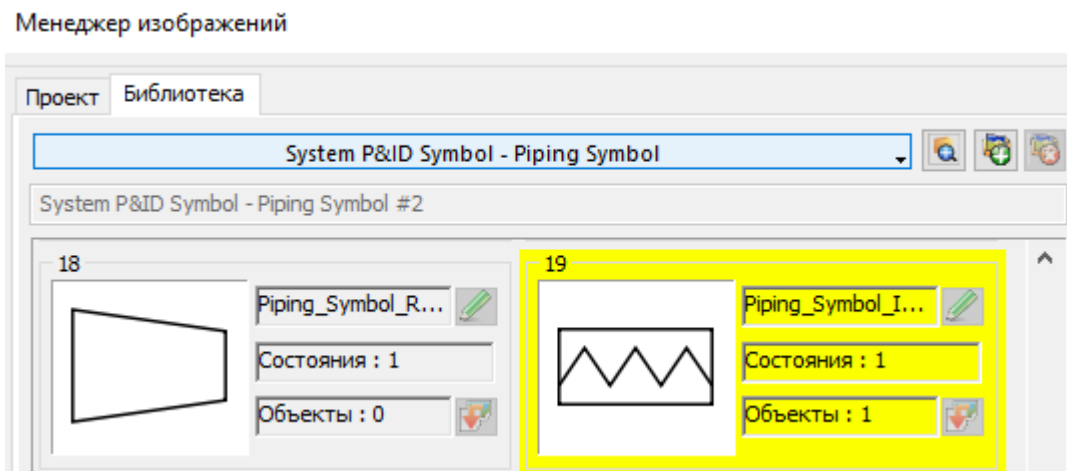 Менеджер изображений
Проект Библиотека
System P&ID Symbol - Piping Symbol
System P&ID Symbol - Piping Symbol #2
18
Piping_Symbol_R...
Состояния : 1
Объекты : 0
19
Piping_Symbol_I...
Состояния : 1
Объекты : 1